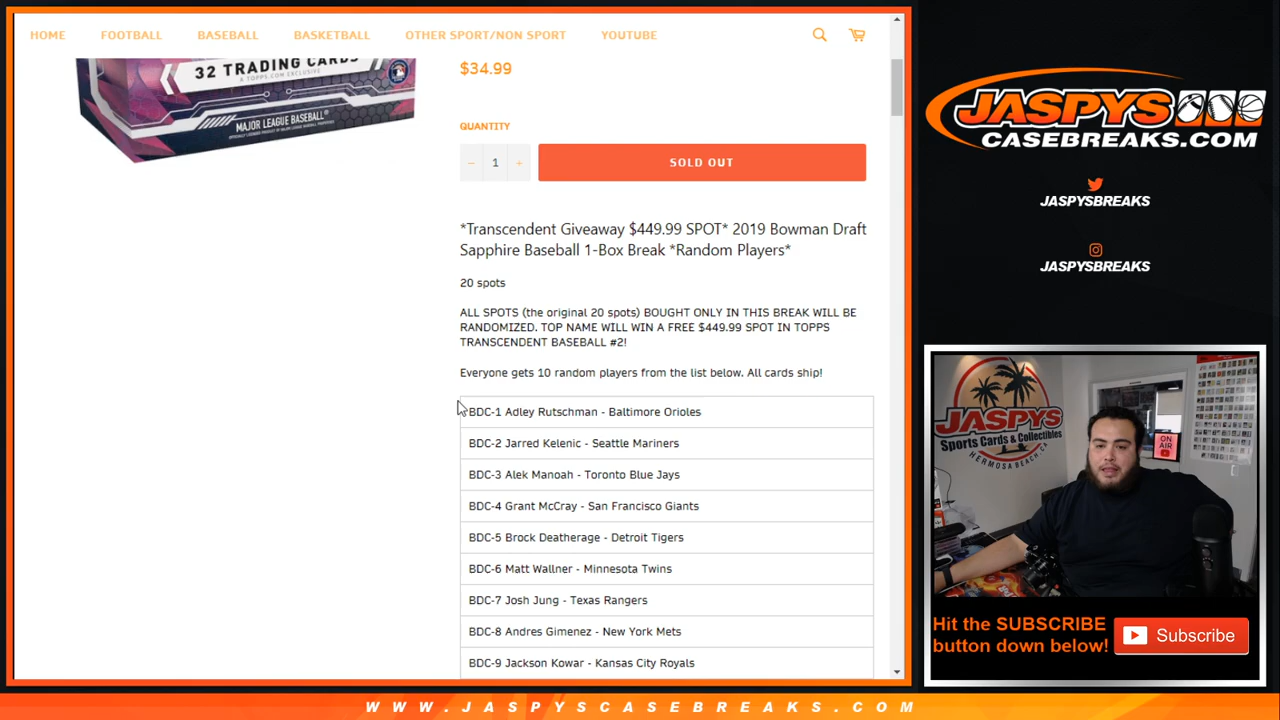 HOME FOOTBALL BASEBALL BASKETBALL OTHER SPORT/NON SPORT YOUTUBE
32 TRADING CARDS
A TOPPS.COM EXCLUSIVE
MAJOR LEAGUE BASEBALL
$34.99
QUANTITY
− 1 + SOLD OUT
*Transcendent Giveaway $449.99 SPOT* 2019 Bowman Draft
Sapphire Baseball 1-Box Break *Random Players*
20 spots
ALL SPOTS (the original 20 spots) BOUGHT ONLY IN THIS BREAK WILL BE
RANDOMIZED. TOP NAME WILL WIN A FREE $449.99 SPOT IN TOPPS
TRANSCENDENT BASEBALL #2!
Everyone gets 10 random players from the list below. All cards ship!
BDC-1 Adley Rutschman - Baltimore Orioles
BDC-2 Jarred Kelenic - Seattle Mariners
BDC-3 Alek Manoah - Toronto Blue Jays
BDC-4 Grant McCray - San Francisco Giants
BDC-5 Brock Deatherage - Detroit Tigers
BDC-6 Matt Wallner - Minnesota Twins
BDC-7 Josh Jung - Texas Rangers
BDC-8 Andres Gimenez - New York Mets
BDC-9 Jackson Kowar - Kansas City Royals
JASPYS
CASEBREAKS.COM
JASPYSBREAKS
JASPYSBREAKS
JASPYS
Sports Cards & Collectibles
HERMOSA BEACH, CA
ON
AIR
Hit the SUBSCRIBE
button down below!
Subscribe
WWW.JASPYSCASEBREAKS.COM